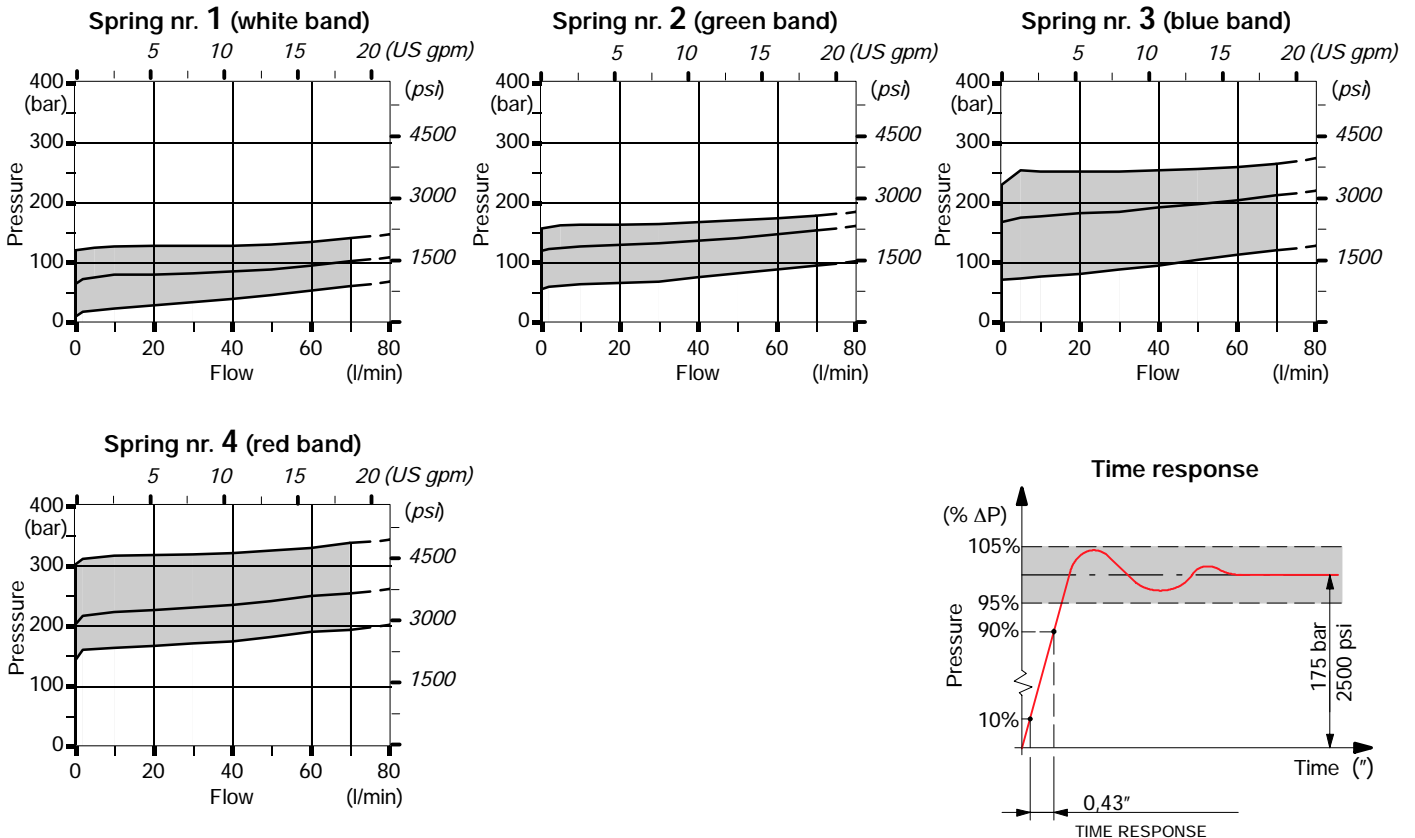 Spring nr. 1 (white band)
5 10 15 20 (US gpm)
400 (psi)
(bar)
4500
300
3000
200
1500
100
0
Pressure
0 20 40 60 80
Flow (l/min)
Spring nr. 2 (green band)
5 10 15 20 (US gpm)
400 (psi)
(bar)
4500
300
3000
200
1500
100
0
Pressure
0 20 40 60 80
Flow (l/min)
Spring nr. 3 (blue band)
5 10 15 20 (US gpm)
400 (psi)
(bar)
4500
300
3000
200
1500
100
0
Pressure
0 20 40 60 80
Flow (l/min)
Spring nr. 4 (red band)
5 10 15 20 (US gpm)
400 (psi)
(bar)
4500
300
3000
200
1500
100
0
Presssure
0 20 40 60 80
Flow (l/min)
Time response
(% ΔP)
105%
95%
90%
10%
Pressure
175 bar
2500 psi
Time (")
0,43"
TIME RESPONSE